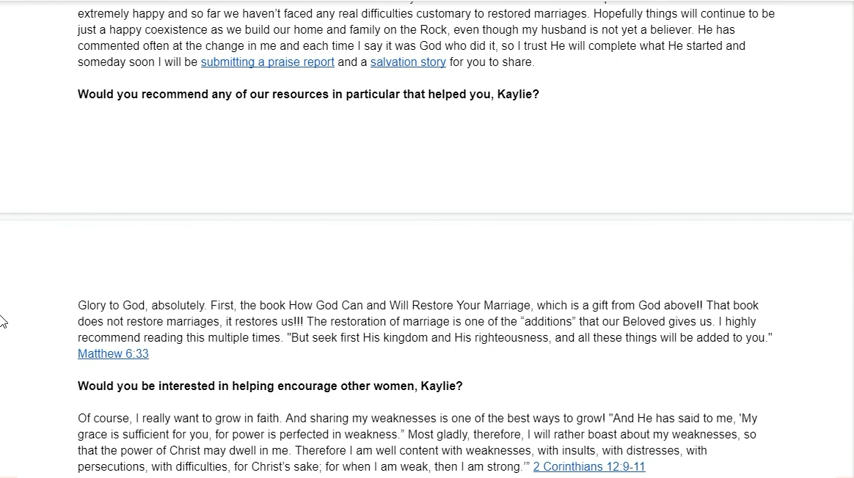 extremely happy and so far we haven't faced any real difficulties customary to restored marriages. Hopefully things will continue to be
just a happy coexistence as we build our home and family on the Rock, even though my husband is not yet a believer. He has
commented often at the change in me and each time I say it was God who did it, so I trust He will complete what He started and
someday soon I will be submitting a praise report and a salvation story for you to share.
Would you recommend any of our resources in particular that helped you, Kaylie?
Glory to God, absolutely. First, the book How God Can and Will Restore Your Marriage, which is a gift from God above!! That book
does not restore marriages, it restores us!!! The restoration of marriage is one of the “additions” that our Beloved gives us. I highly
recommend reading this multiple times. "But seek first His kingdom and His righteousness, and all these things will be added to you."
Matthew 6:33
Would you be interested in helping encourage other women, Kaylie?
Of course, I really want to grow in faith. And sharing my weaknesses is one of the best ways to grow! "And He has said to me, 'My
grace is sufficient for you, for power is perfected in weakness.” Most gladly, therefore, I will rather boast about my weaknesses, so
that the power of Christ may dwell in me. Therefore I am well content with weaknesses, with insults, with distresses, with
persecutions, with difficulties, for Christ’s sake; for when I am weak, then I am strong.’” 2 Corinthians 12:9-11